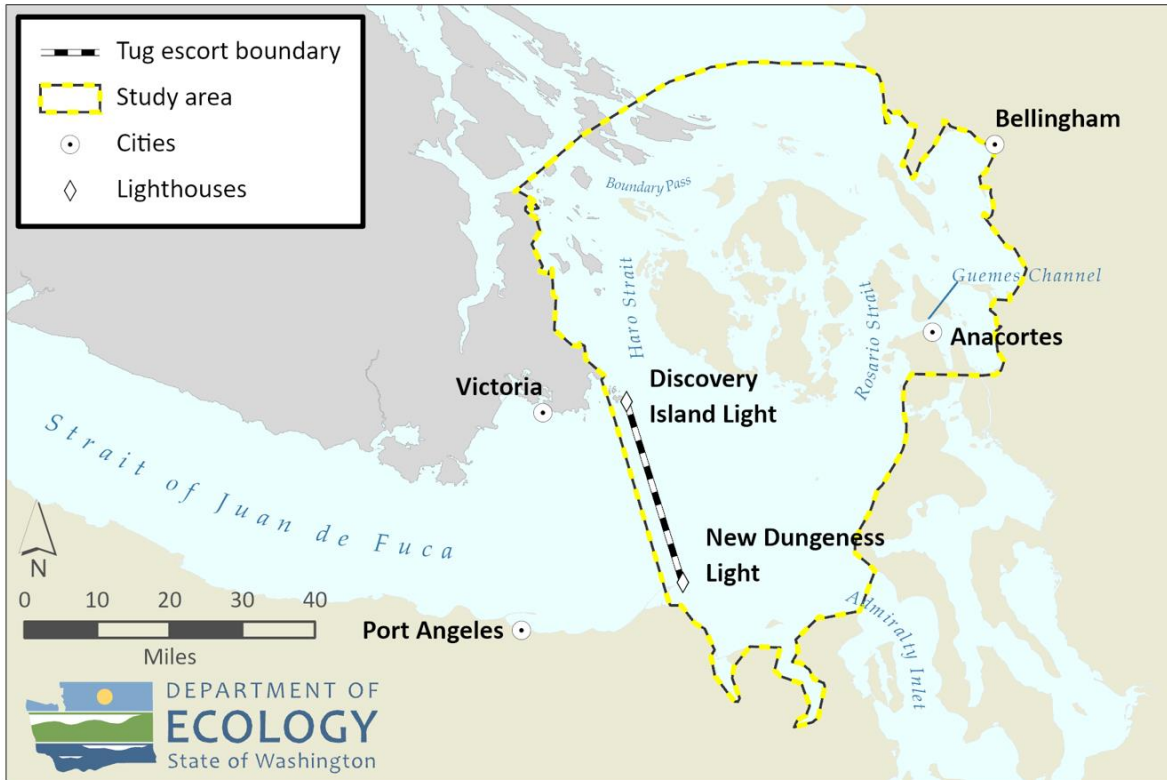 Tug escort boundary
Study area
Cities
Lighthouses
Bellingham
Boundary Pass
Haro Strait
Guemes Channel
Rosario Strait
Anacortes
Victoria
Discovery
Island Light
Strait of Juan de Fuca
New Dungeness
Light
Admiralty Inlet
N
0 10 20 30 40
Miles
Port Angeles
DEPARTMENT OF
ECOLOGY
State of Washington